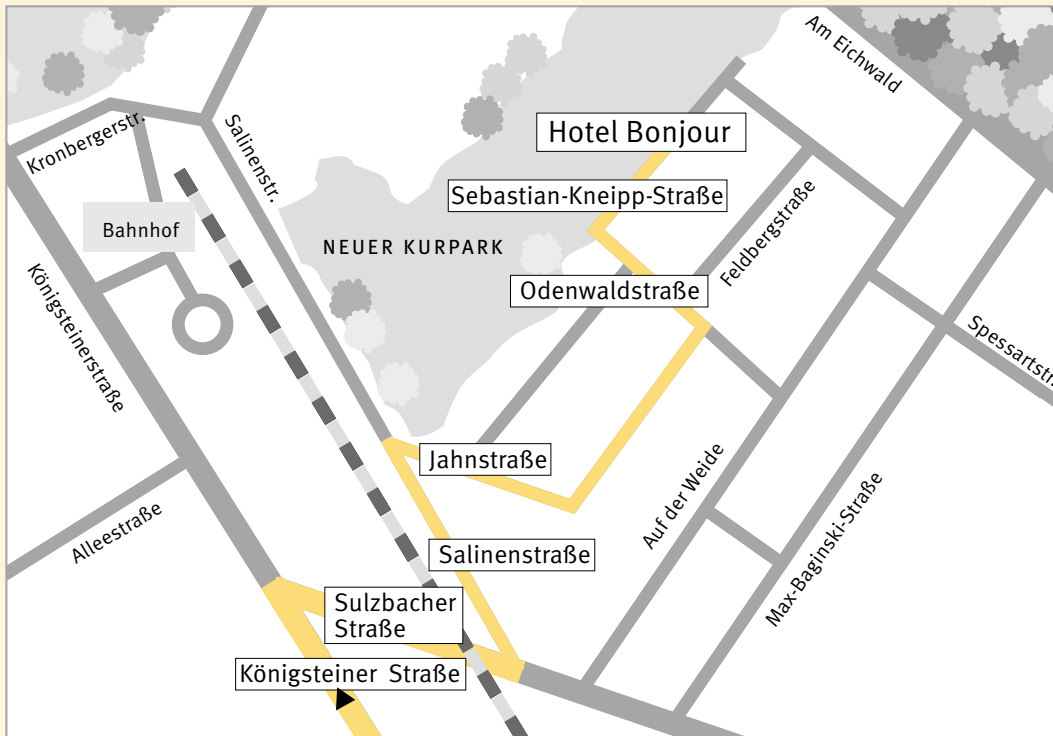 Am Eichwald
Kronbergerstr.
Salinenstr.
Hotel Bonjour
Sebastian-Kneipp-Straße
Bahnhof
NEUER KURPARK
Feldbergstraße
Odenwaldstraße
Königsteinerstraße
Spessartstr.
Jahnstraße
Alleestraße
Auf der Weide
Max-Baginski-Straße
Salinenstraße
Sulzbacher
Straße
Königsteiner Straße